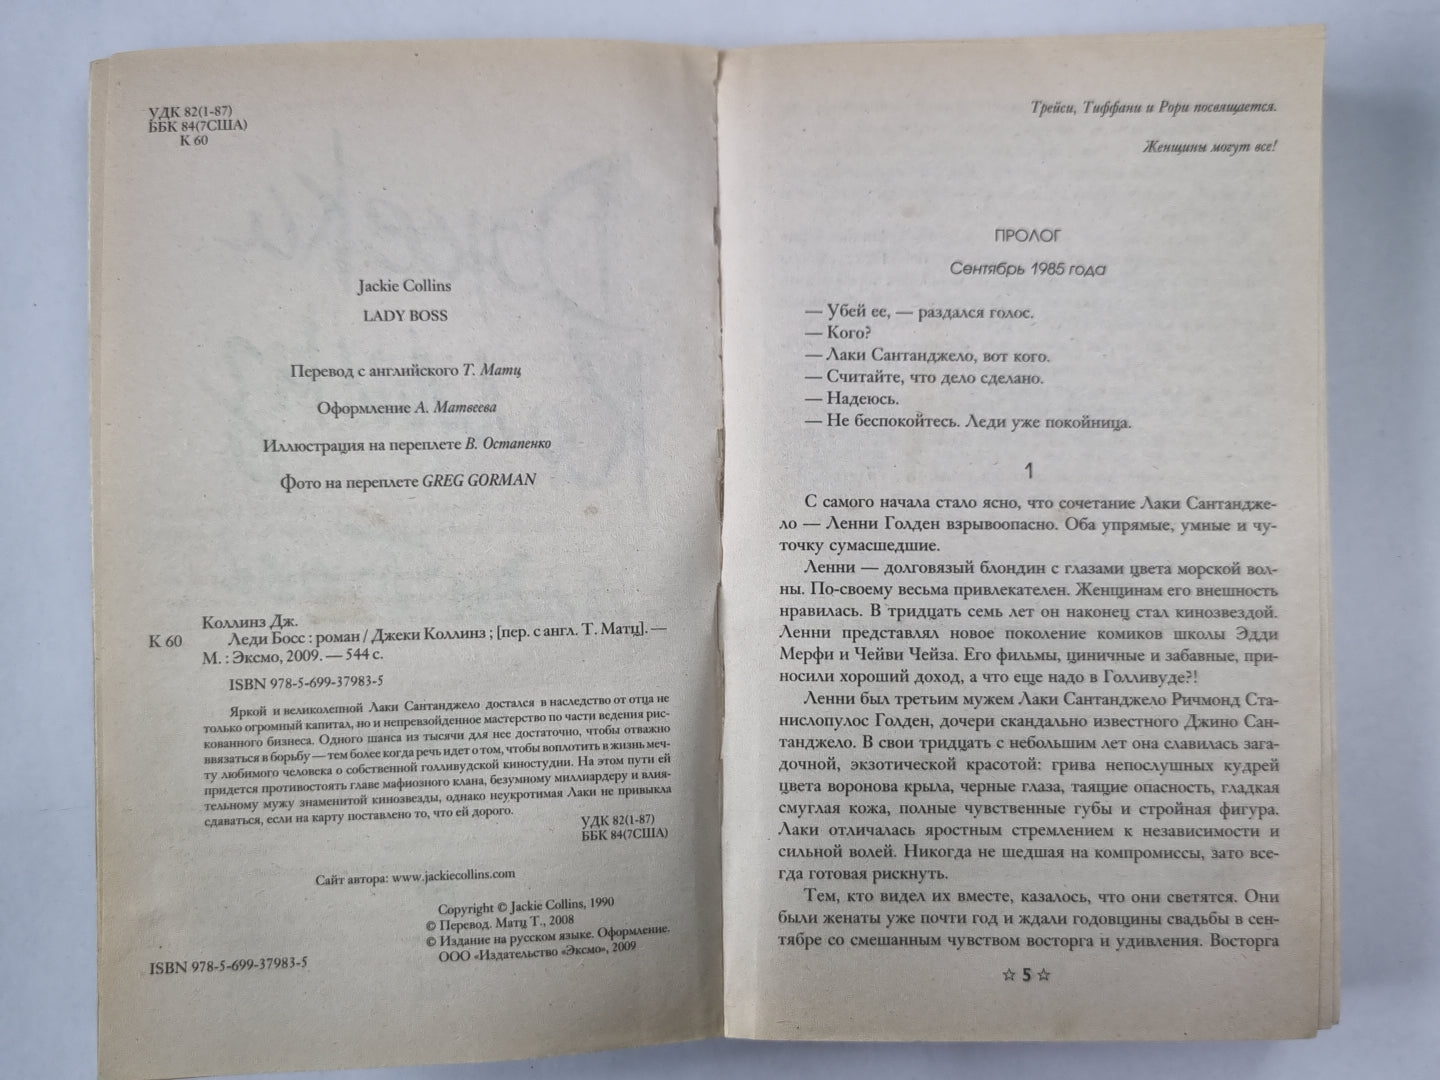 УДК 82(1-87)
ББК 84(7США)
К 60
Jackie Collins
LADY BOSS
Перевод с английского Т. Матц
Оформление А. Матвеева
Иллюстрация на переплете В. Остапенко
Фото на переплете GREG GORMAN
Коллинз Дж.
К 60 Леди Босс : роман / Джеки Коллинз ; [пер. с англ. Т. Матц]. —
М. : Эксмо, 2009. — 544 с.
ISBN 978-5-699-37983-5
Яркой и великолепной Лаки Сантанджело достался в наследство от отца не
только огромный капитал, но и непревзойденное мастерство по части ведения рис-
кованного бизнеса. Одного шанса из тысячи для нее достаточно, чтобы отважно
ввязаться в борьбу — тем более когда речь идет о том, чтобы воплотить в жизнь меч-
ту любимого человека о собственной голливудской киностудии. На этом пути ей
придется противостоять главе мафиозного клана, безумному миллиардеру и влия-
тельному мужу знаменитой кинозвезды, однако неукротимая Лаки не привыкла
сдаваться, если на карту поставлено то, что ей дорого.
УДК 82(1-87)
ББК 84(7США)
Сайт автора: www.jackiecollins.com
Copyright © Jackie Collins, 1990
© Перевод. Матц Т., 2008
© Издание на русском языке. Оформление.
ООО «Издательство «Эксмо», 2009
ISBN 978-5-699-37983-5
Трейси, Тиффани и Рори посвящается.
Женщины могут все!
ПРОЛОГ
Сентябрь 1985 года
— Убей ее, — раздался голос.
— Кого?
— Лаки Сантанджело, вот кого.
— Считайте, что дело сделано.
— Надеюсь.
— Не беспокойтесь. Леди уже покойница.
1
С самого начала стало ясно, что сочетание Лаки Сантандже-
ло — Ленни Голден взрывоопасно. Оба упрямые, умные и чу-
точку сумасшедшие.
Ленни — долговязый блондин с глазами цвета морской вол-
ны. По-своему весьма привлекателен. Женщинам его внешность
нравилась. В тридцать семь лет он наконец стал кинозвездой.
Ленни представлял новое поколение комиков школы Эдди
Мерфи и Чейви Чейза. Его фильмы, циничные и забавные, при-
носили хороший доход, а что еще надо в Голливуде?!
Ленни был третьим мужем Лаки Сантанджело Ричмонд Ста-
нислопулос Голден, дочери скандально известного Джино Сан-
танджело. В свои тридцать с небольшим лет она славилась зага-
дочной, экзотической красотой: грива непослушных кудрей
цвета воронова крыла, черные глаза, таящие опасность, гладкая
смуглая кожа, полные чувственные губы и стройная фигура.
Лаки отличалась яростным стремлением к независимости и
сильной волей. Никогда не шедшая на компромиссы, зато все-
гда готовая рискнуть.
Тем, кто видел их вместе, казалось, что они светятся. Они
были женаты уже почти год и ждали годовщины свадьбы в сен-
тябре со смешанным чувством восторга и удивления. Восторга
☆ 5 ☆